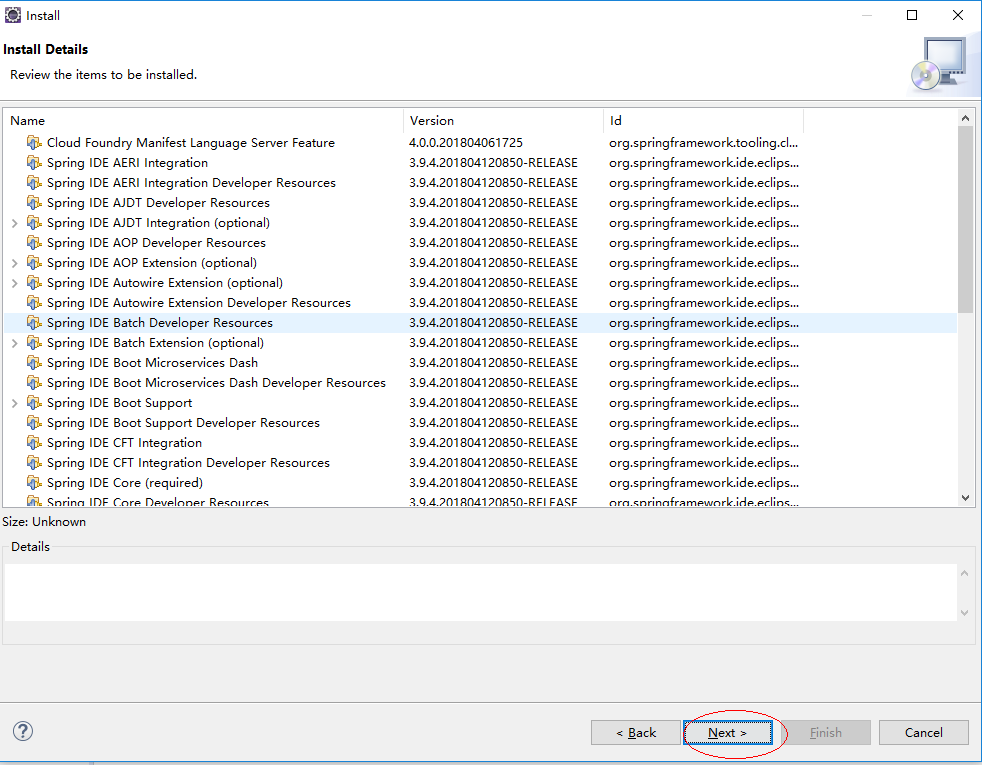 Install
Install Details
Review the items to be installed.
Name Version Id
Cloud Foundry Manifest Language Server Feature 4.0.0.201804061725 org.springframework.tooling.cl...
Spring IDE AERI Integration 3.9.4.201804120850-RELEASE org.springframework.ide.eclips...
Spring IDE AERI Integration Developer Resources 3.9.4.201804120850-RELEASE org.springframework.ide.eclips...
Spring IDE AJDT Developer Resources 3.9.4.201804120850-RELEASE org.springframework.ide.eclips...
Spring IDE AJDT Integration (optional) 3.9.4.201804120850-RELEASE org.springframework.ide.eclips...
Spring IDE AOP Developer Resources 3.9.4.201804120850-RELEASE org.springframework.ide.eclips...
Spring IDE AOP Extension (optional) 3.9.4.201804120850-RELEASE org.springframework.ide.eclips...
Spring IDE Autowire Extension (optional) 3.9.4.201804120850-RELEASE org.springframework.ide.eclips...
Spring IDE Autowire Extension Developer Resources 3.9.4.201804120850-RELEASE org.springframework.ide.eclips...
Spring IDE Batch Developer Resources 3.9.4.201804120850-RELEASE org.springframework.ide.eclips...
Spring IDE Batch Extension (optional) 3.9.4.201804120850-RELEASE org.springframework.ide.eclips...
Spring IDE Boot Microservices Dash 3.9.4.201804120850-RELEASE org.springframework.ide.eclips...
Spring IDE Boot Microservices Dash Developer Resources 3.9.4.201804120850-RELEASE org.springframework.ide.eclips...
Spring IDE Boot Support 3.9.4.201804120850-RELEASE org.springframework.ide.eclips...
Spring IDE Boot Support Developer Resources 3.9.4.201804120850-RELEASE org.springframework.ide.eclips...
Spring IDE CFT Integration 3.9.4.201804120850-RELEASE org.springframework.ide.eclips...
Spring IDE CFT Integration Developer Resources 3.9.4.201804120850-RELEASE org.springframework.ide.eclips...
Spring IDE Core (required) 3.9.4.201804120850-RELEASE org.springframework.ide.eclips...
Spring IDE Core Developer Resources 3.9.4.201804120850-RELEASE org.springframework.ide.eclips...
Size: Unknown
Details
? < Back Next > Finish Cancel